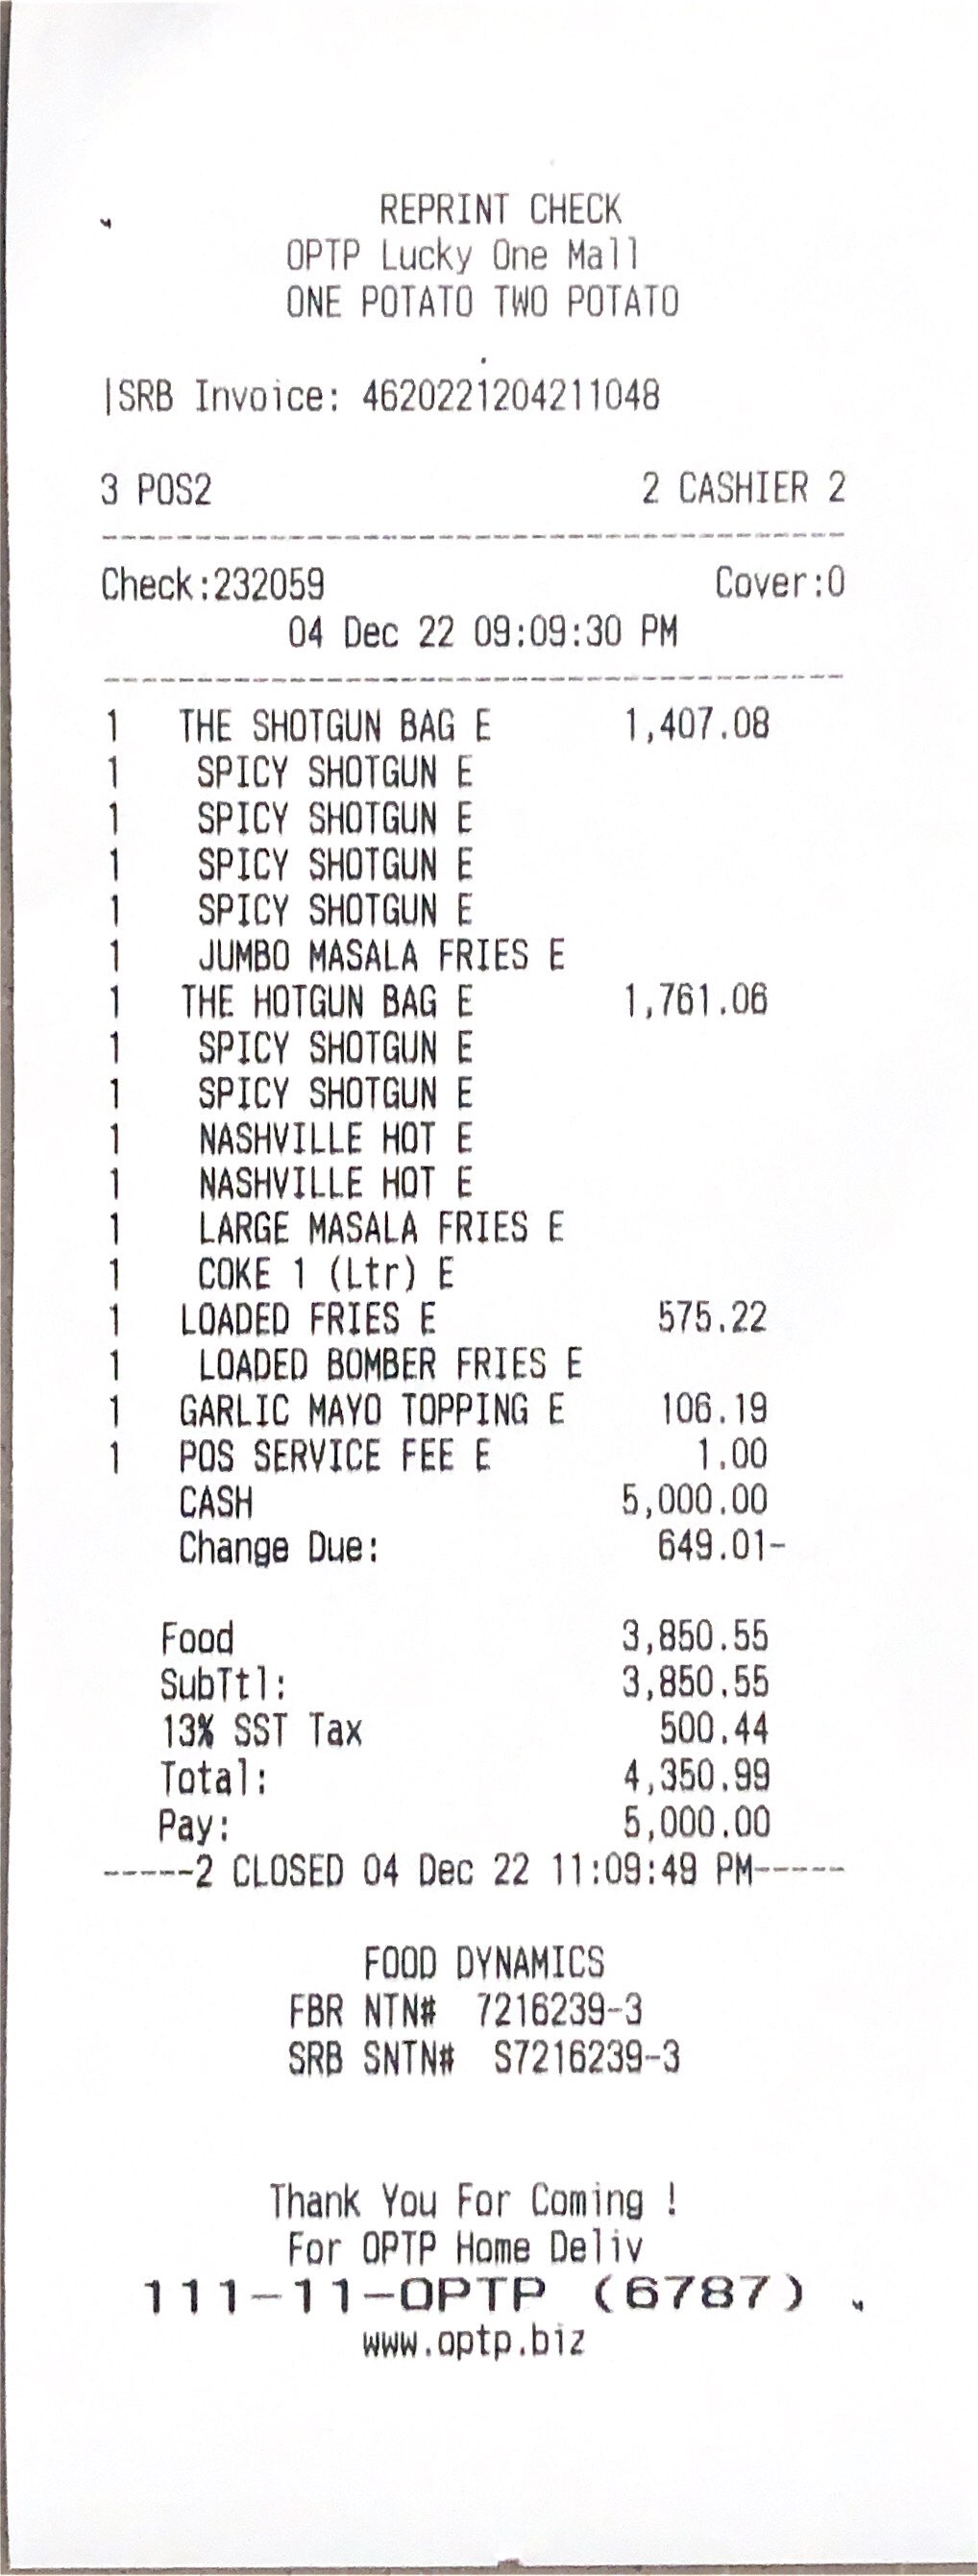 REPRINT CHECK
OPTP Lucky One Mall
ONE POTATO TWO POTATO
|SRB Invoice: 4620221204211048
3 POS2 2 CASHIER 2
--------------------------------------------
Check:232059 Cover:0
04 Dec 22 09:09:30 PM
--------------------------------------------
1 THE SHOTGUN BAG E 1,407.08
1 SPICY SHOTGUN E
1 SPICY SHOTGUN E
1 SPICY SHOTGUN E
1 SPICY SHOTGUN E
1 JUMBO MASALA FRIES E
1 THE HOTGUN BAG E 1,761.06
1 SPICY SHOTGUN E
1 SPICY SHOTGUN E
1 NASHVILLE HOT E
1 NASHVILLE HOT E
1 LARGE MASALA FRIES E
1 COKE 1 (Ltr) E
1 LOADED FRIES E 575.22
1 LOADED BOMBER FRIES E
1 GARLIC MAYO TOPPING E 106.19
1 POS SERVICE FEE E 1.00
CASH 5,000.00
Change Due: 649.01-
Food 3,850.55
SubTtl: 3,850.55
13% SST Tax 500.44
Total: 4,350.99
Pay: 5,000.00
-----2 CLOSED 04 Dec 22 11:09:49 PM-----
FOOD DYNAMICS
FBR NTN# 7216239-3
SRB SNTN# S7216239-3
Thank You For Coming !
For OPTP Home Deliv
111-11-OPTP (6787)
www.optp.biz